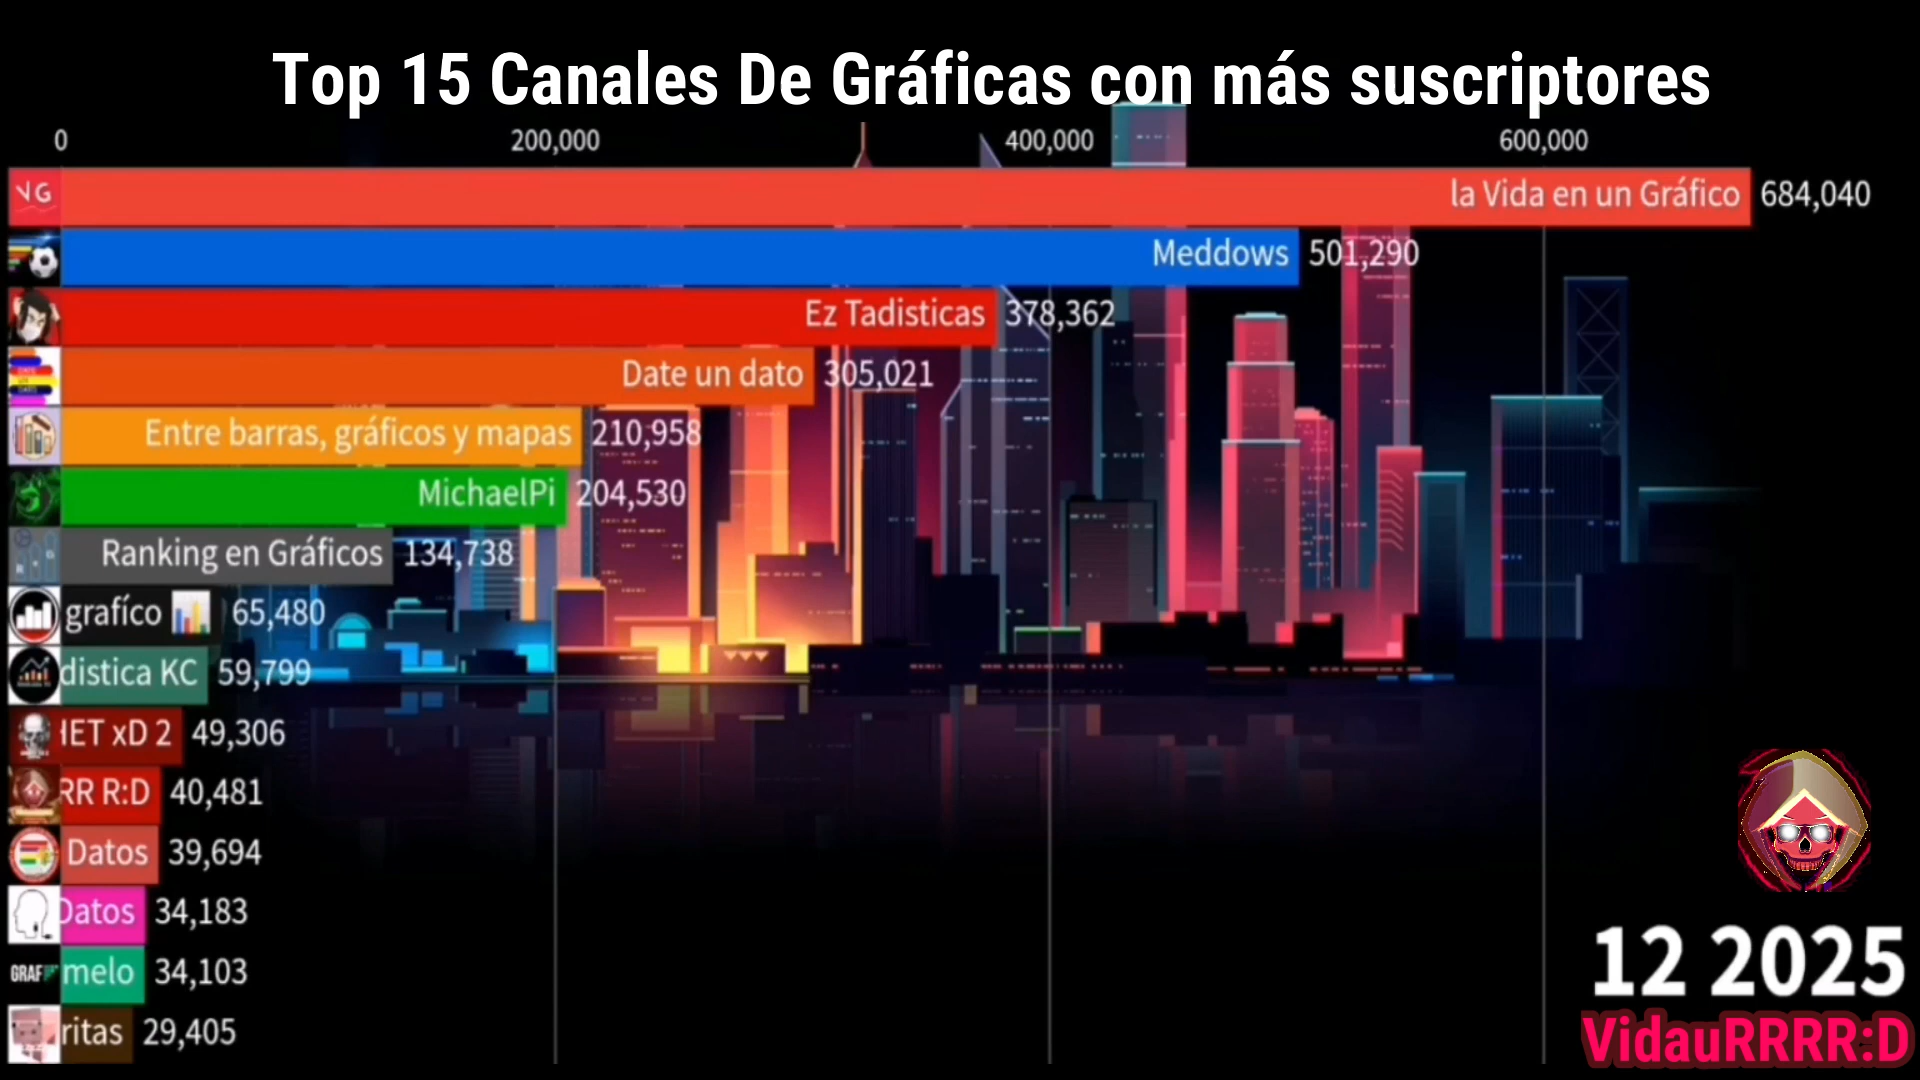 Top 15 Canales De Gráficas con más suscriptores
0 200,000 400,000 600,000
VG la Vida en un Gráfico 684,040
Meddows 501,290
Ez Tadisticas 378,362
Date un dato 305,021
Entre barras, gráficos y mapas 210,958
MichaelPi 204,530
Ranking en Gráficos 134,738
grafíco 65,480
distica KC 59,799
HET xD 2 49,306
RR R:D 40,481
Datos 39,694
Datos 34,183
GRAF melo 34,103
ritas 29,405
12 2025
VidauRRRR:D